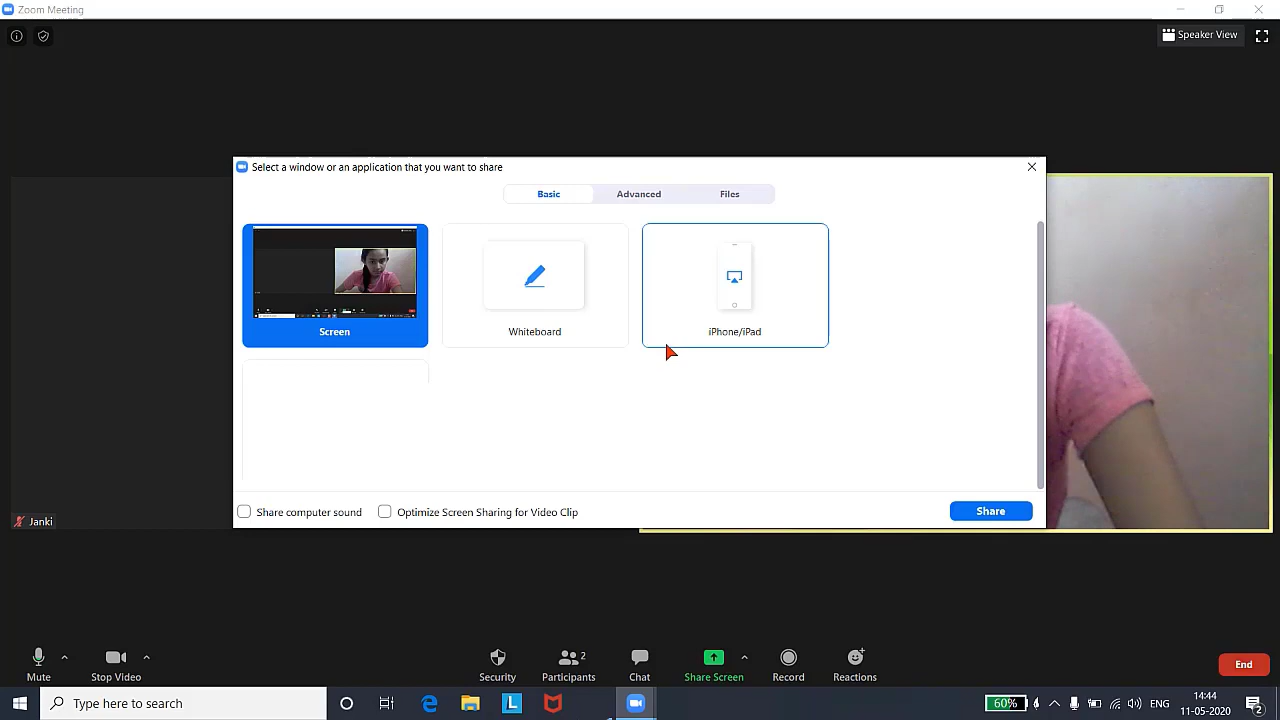 Zoom Meeting
Speaker View
Select a window or an application that you want to share
Basic Advanced Files
Screen Whiteboard iPhone/iPad
Share computer sound Optimize Screen Sharing for Video Clip Share
Janki
Mute Stop Video Security Participants 2 Chat Share Screen Record Reactions End
Type here to search L 60% ENG 14:44
11-05-2020 2